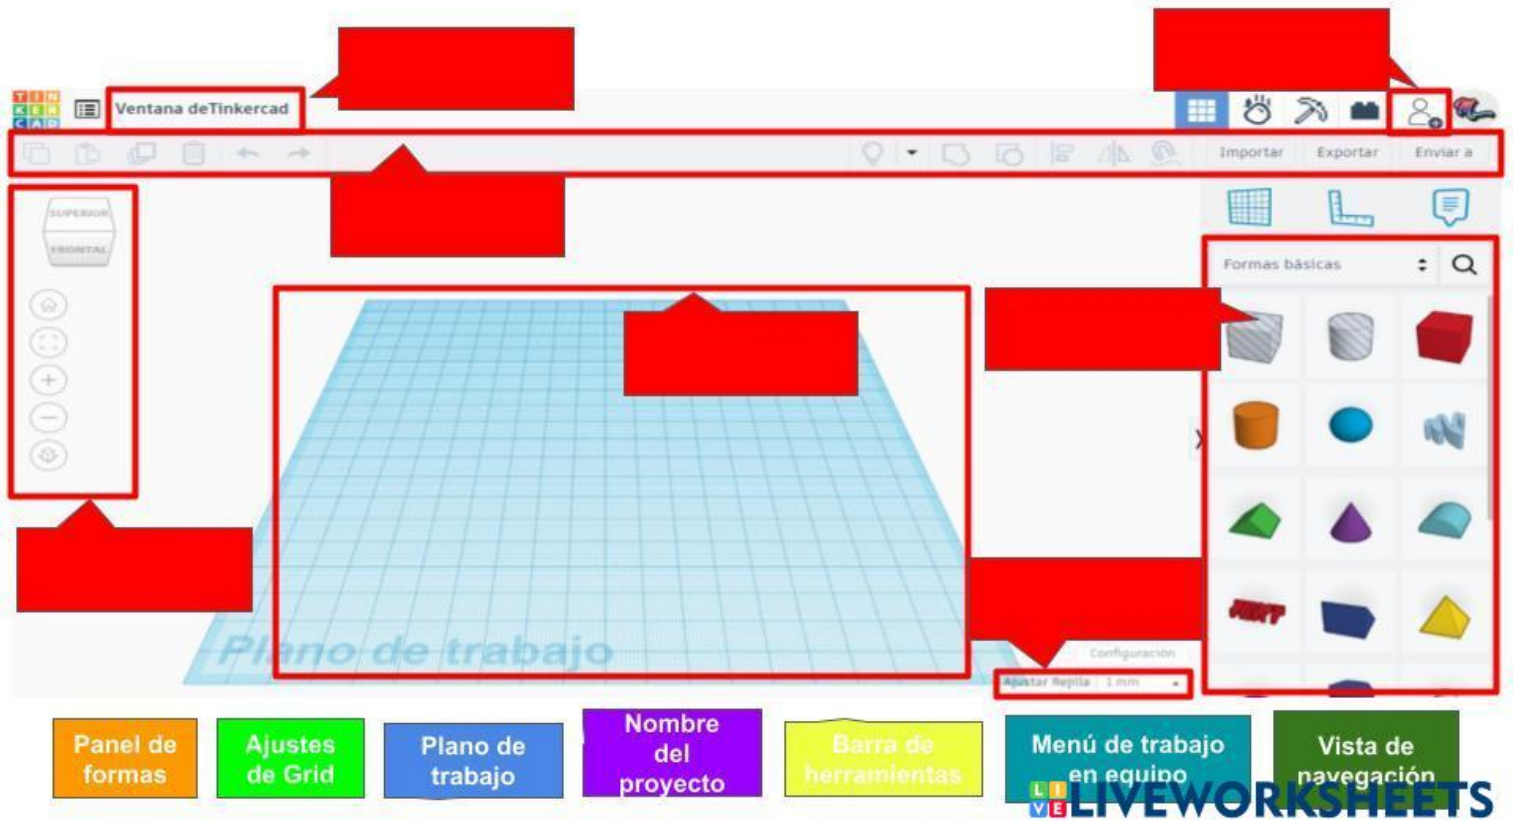 TIN
KER
CAD
Ventana deTinkercad
Importar
Exportar
Enviar a
SUPERIOR
FRONTAL
Formas básicas
Plano de trabajo
Configuración
Ajustar Rejilla 1 mm
Panel de
formas
Ajustes
de Grid
Plano de
trabajo
Nombre
del
proyecto
Barra de
herramientas
Menú de trabajo
en equipo
Vista de
navegación
LIVE LIVEWORKSHEETS